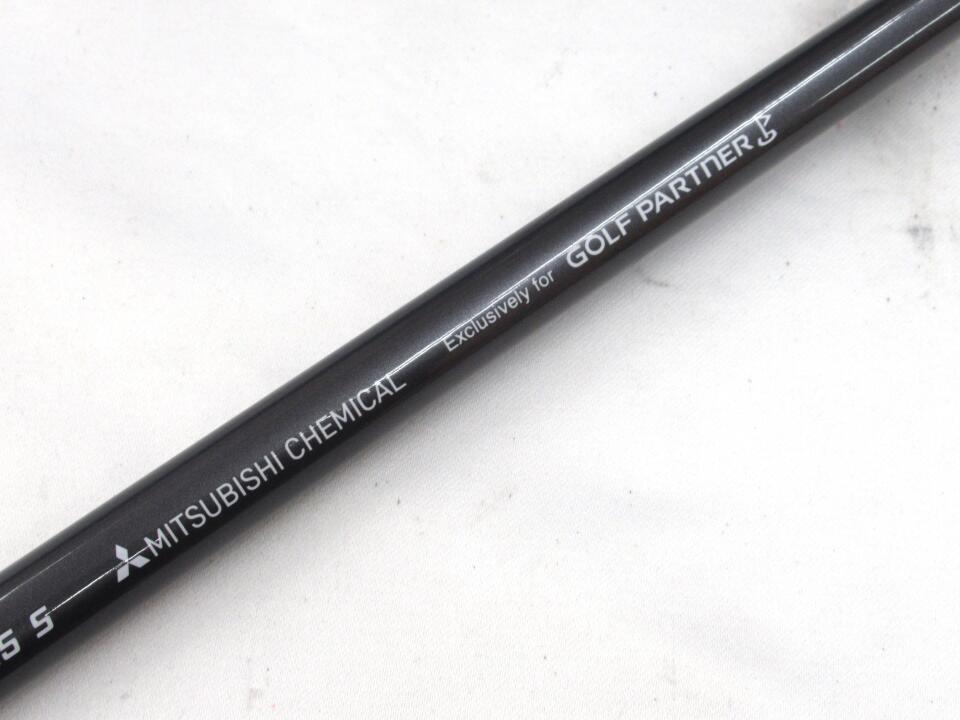 5 S MITSUBISHI CHEMICAL Exclusively for GOLF PARTNER